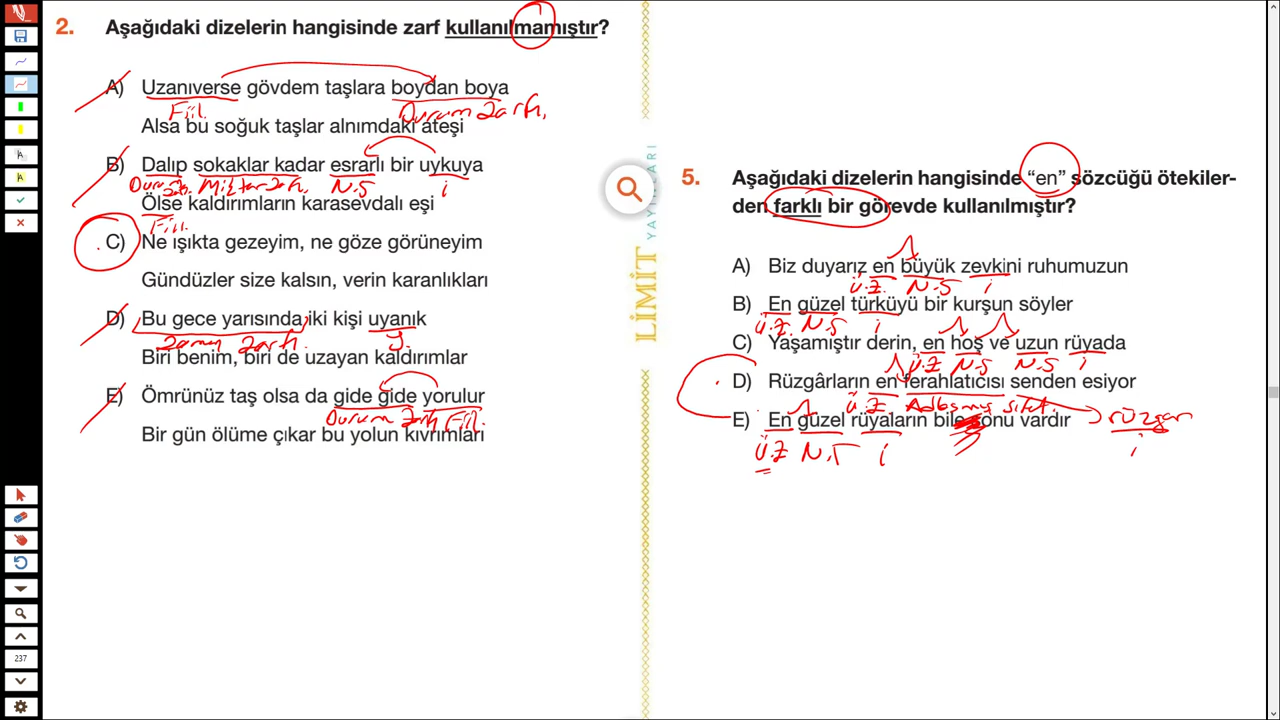 2. Aşağıdaki dizelerin hangisinde zarf kullanılmamıştır?
A) Uzanıverse gövdem taşlara boydan boya
Fiil. Durum Zarfı.
Alsa bu soğuk taşlar alnımdaki ateşi
B) Dalıp sokaklar kadar esrarlı bir uykuya
Miktar Zarfı. N.S i
Ölse kaldırımların karasevdalı eşi
Fiil.
C) Ne ışıkta gezeyim, ne göze görüneyim
Gündüzler size kalsın, verin karanlıkları
D) Bu gece yarısında iki kişi uyanık
Zaman Zarfı. Y.
Biri benim, biri de uzayan kaldırımlar
E) Ömrünüz taş olsa da gide gide yorulur
Durum Zarfı Fiil.
Bir gün ölüme çıkar bu yolun kıvrımları
LİMİT YAYINLARI
5. Aşağıdaki dizelerin hangisinde “en” sözcüğü ötekiler-
den farklı bir görevde kullanılmıştır?
A) Biz duyarız en büyük zevkini ruhumuzun
Ü.Z. N.S i
B) En güzel türküyü bir kurşun söyler
Ü.Z. N.S i
C) Yaşamıştır derin, en hoş ve uzun rüyada
Ü.Z N.S N.S i
D) Rüzgârların en ferahlatıcısı senden esiyor
Ü.Z. Adlaşmış sıfat. rüzgar
i
E) En güzel rüyaların bile sonu vardır
Ü.Z N.S i
237